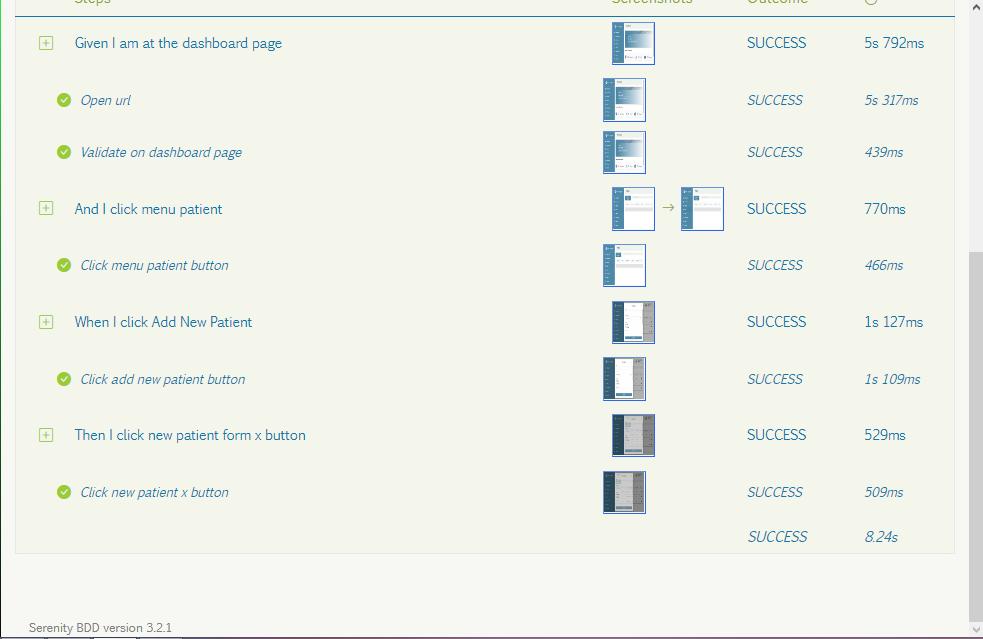 Steps Screenshots Outcome
Given I am at the dashboard page SUCCESS 5s 792ms
Open url SUCCESS 5s 317ms
Validate on dashboard page SUCCESS 439ms
And I click menu patient → SUCCESS 770ms
Click menu patient button SUCCESS 466ms
When I click Add New Patient SUCCESS 1s 127ms
Click add new patient button SUCCESS 1s 109ms
Then I click new patient form x button SUCCESS 529ms
Click new patient x button SUCCESS 509ms
SUCCESS 8.24s
Serenity BDD version 3.2.1